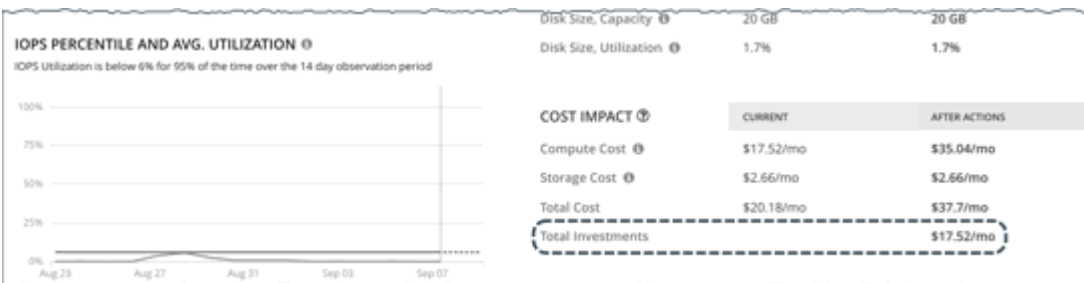 Disk Size, Capacity 20 GB 20 GB
IOPS PERCENTILE AND AVG. UTILIZATION
IOPS Utilization is below 6% for 95% of the time over the 14 day observation period
100%
75%
50%
25%
0%
Aug 23 Aug 27 Aug 31 Sep 03 Sep 07
Disk Size, Utilization 1.7% 1.7%
COST IMPACT CURRENT AFTER ACTIONS
Compute Cost $17.52/mo $35.04/mo
Storage Cost $2.66/mo $2.66/mo
Total Cost $20.18/mo $37.7/mo
Total Investments $17.52/mo